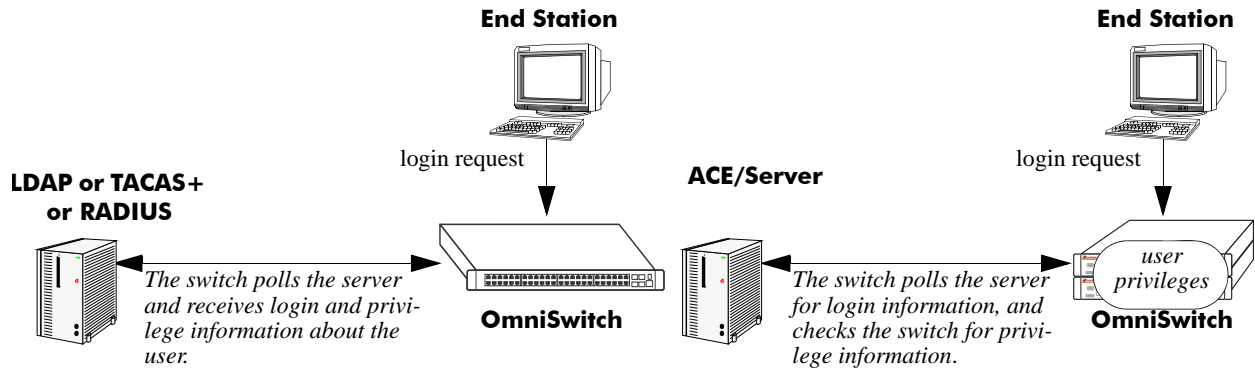 End Station
login request
LDAP or TACAS+
or RADIUS
The switch polls the server
and receives login and privi-
lege information about the
user.
OmniSwitch
End Station
login request
ACE/Server
The switch polls the server
for login information, and
checks the switch for privi-
lege information.
user
privileges
OmniSwitch